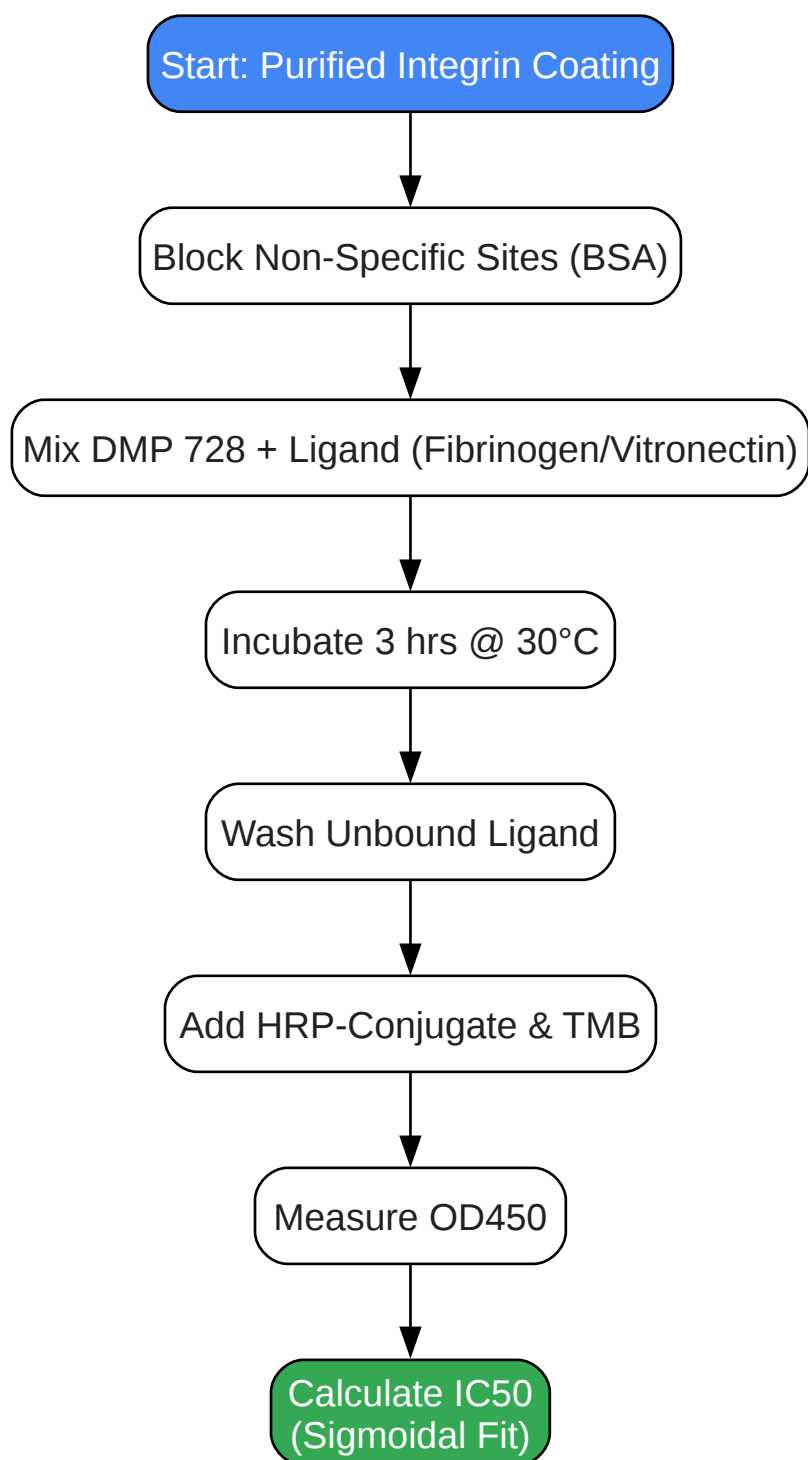 Start: Purified Integrin Coating
Block Non-Specific Sites (BSA)
Mix DMP 728 + Ligand (Fibrinogen/Vitronectin)
Incubate 3 hrs @ 30°C
Wash Unbound Ligand
Add HRP-Conjugate & TMB
Measure OD450
Calculate IC50
(Sigmoidal Fit)